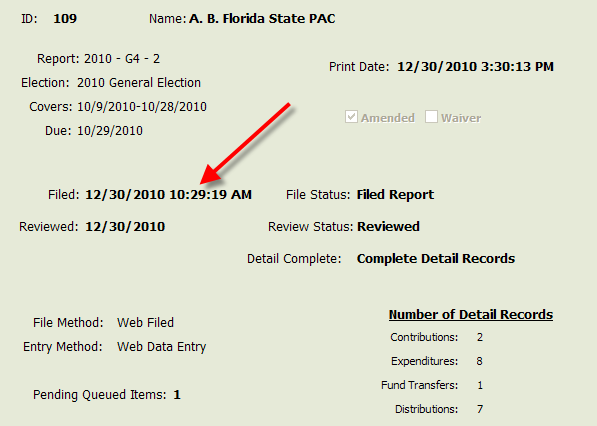 ID: 109 Name: A. B. Florida State PAC
Report: 2010 - G4 - 2
Print Date: 12/30/2010 3:30:13 PM
Election: 2010 General Election
Covers: 10/9/2010-10/28/2010
Amended Waiver
Due: 10/29/2010
Filed: 12/30/2010 10:29:19 AM File Status: Filed Report
Reviewed: 12/30/2010 Review Status: Reviewed
Detail Complete: Complete Detail Records
Number of Detail Records
File Method: Web Filed
Contributions: 2
Entry Method: Web Data Entry
Expenditures: 8
Fund Transfers: 1
Pending Queued Items: 1
Distributions: 7